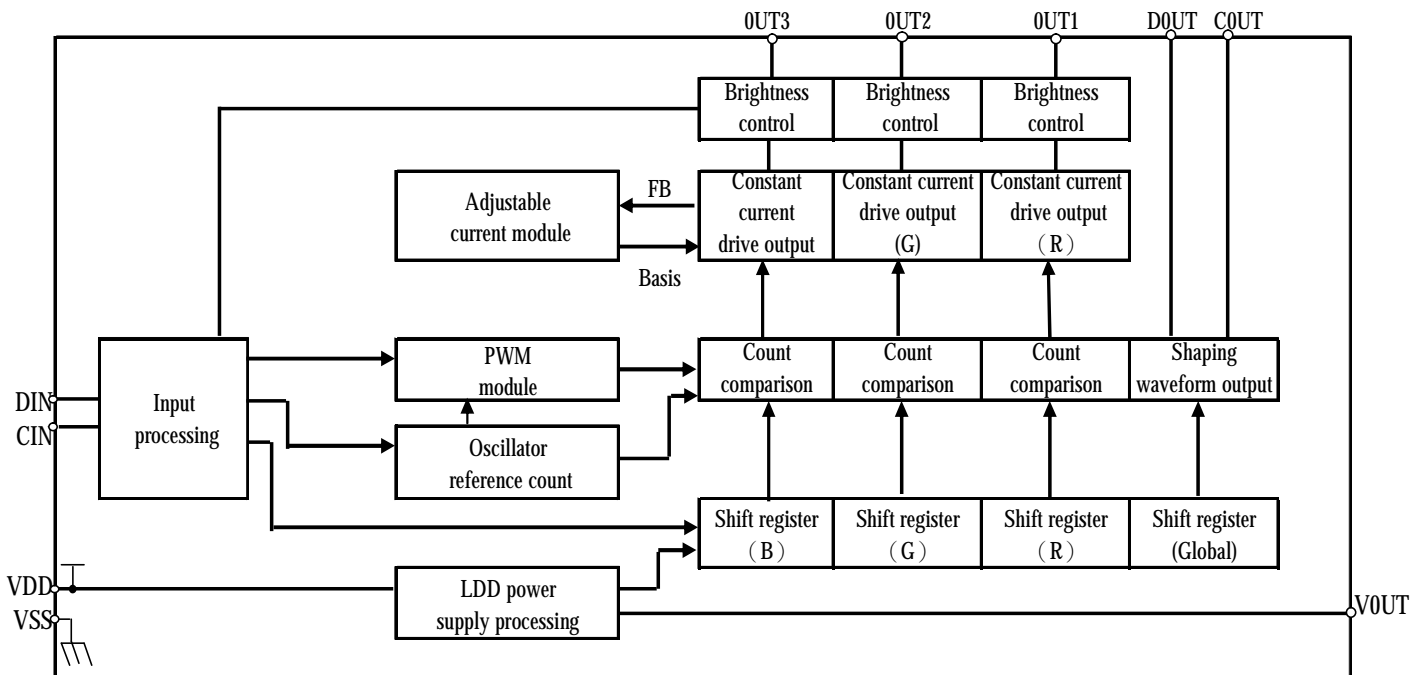 0UT3 0UT2 0UT1 D0UT C0UT
Brightness
control
Brightness
control
Brightness
control
Adjustable
current module
FB
Basis
Constant
current
drive output
Constant current
drive output
(G)
Constant current
drive output
（R）
Input
processing
DIN
CIN
PWM
module
Oscillator
reference count
Count
comparison
Count
comparison
Count
comparison
Shaping
waveform output
Shift register
（B）
Shift register
（G）
Shift register
（R）
Shift register
(Global)
VDD
VSS
LDD power
supply processing
V0UT